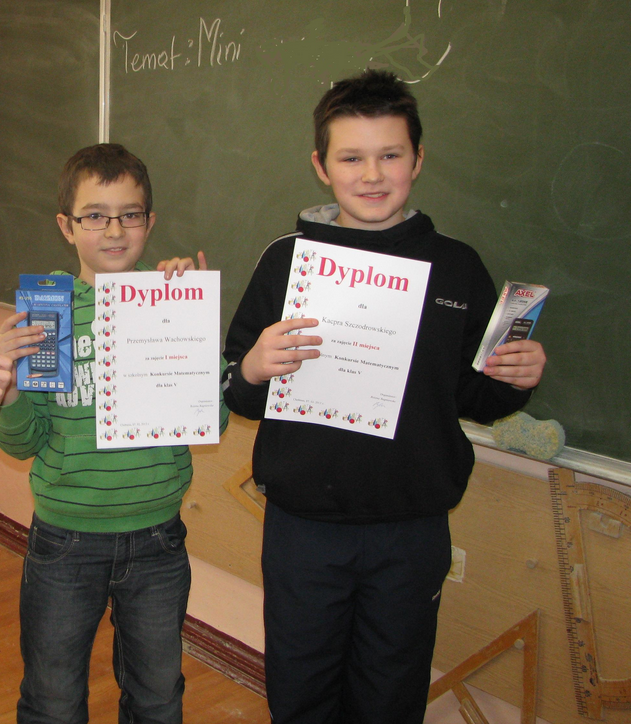 Temat: Mini
Dyplom
dla
Przemysława Wachowskiego
za zajęcie I miejsca
w szkolnym Konkursie Matematycznym
dla klas V
Dyplom
dla
Kacpra Szczodrowskiego
za zajęcie II miejsca
w szkolnym Konkursie Matematycznym
dla klas V
AXEL